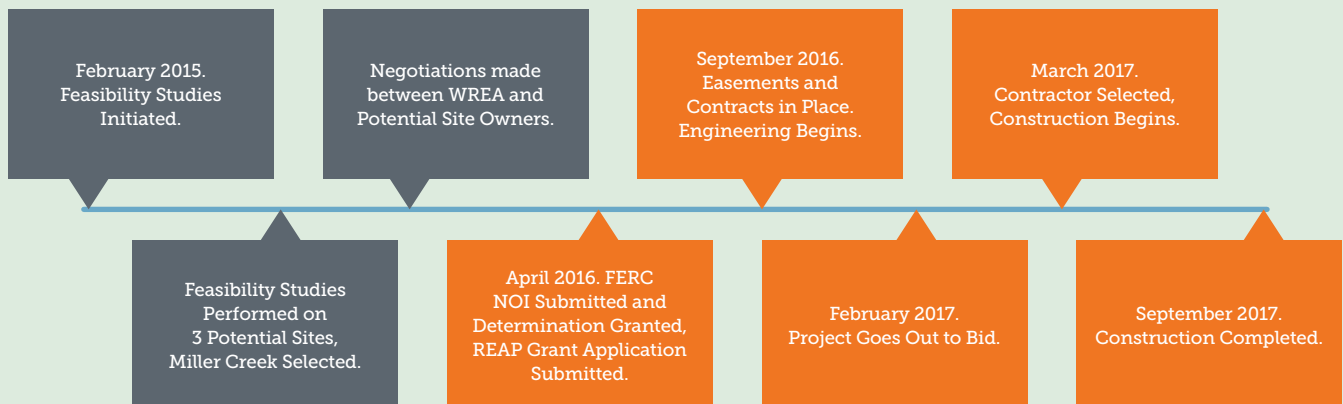 February 2015.
Feasibility Studies
Initiated.
Feasibility Studies
Performed on
3 Potential Sites,
Miller Creek Selected.
Negotiations made
between WREA and
Potential Site Owners.
April 2016. FERC
NOI Submitted and
Determination Granted,
REAP Grant Application
Submitted.
September 2016.
Easements and
Contracts in Place.
Engineering Begins.
February 2017.
Project Goes Out to Bid.
March 2017.
Contractor Selected,
Construction Begins.
September 2017.
Construction Completed.